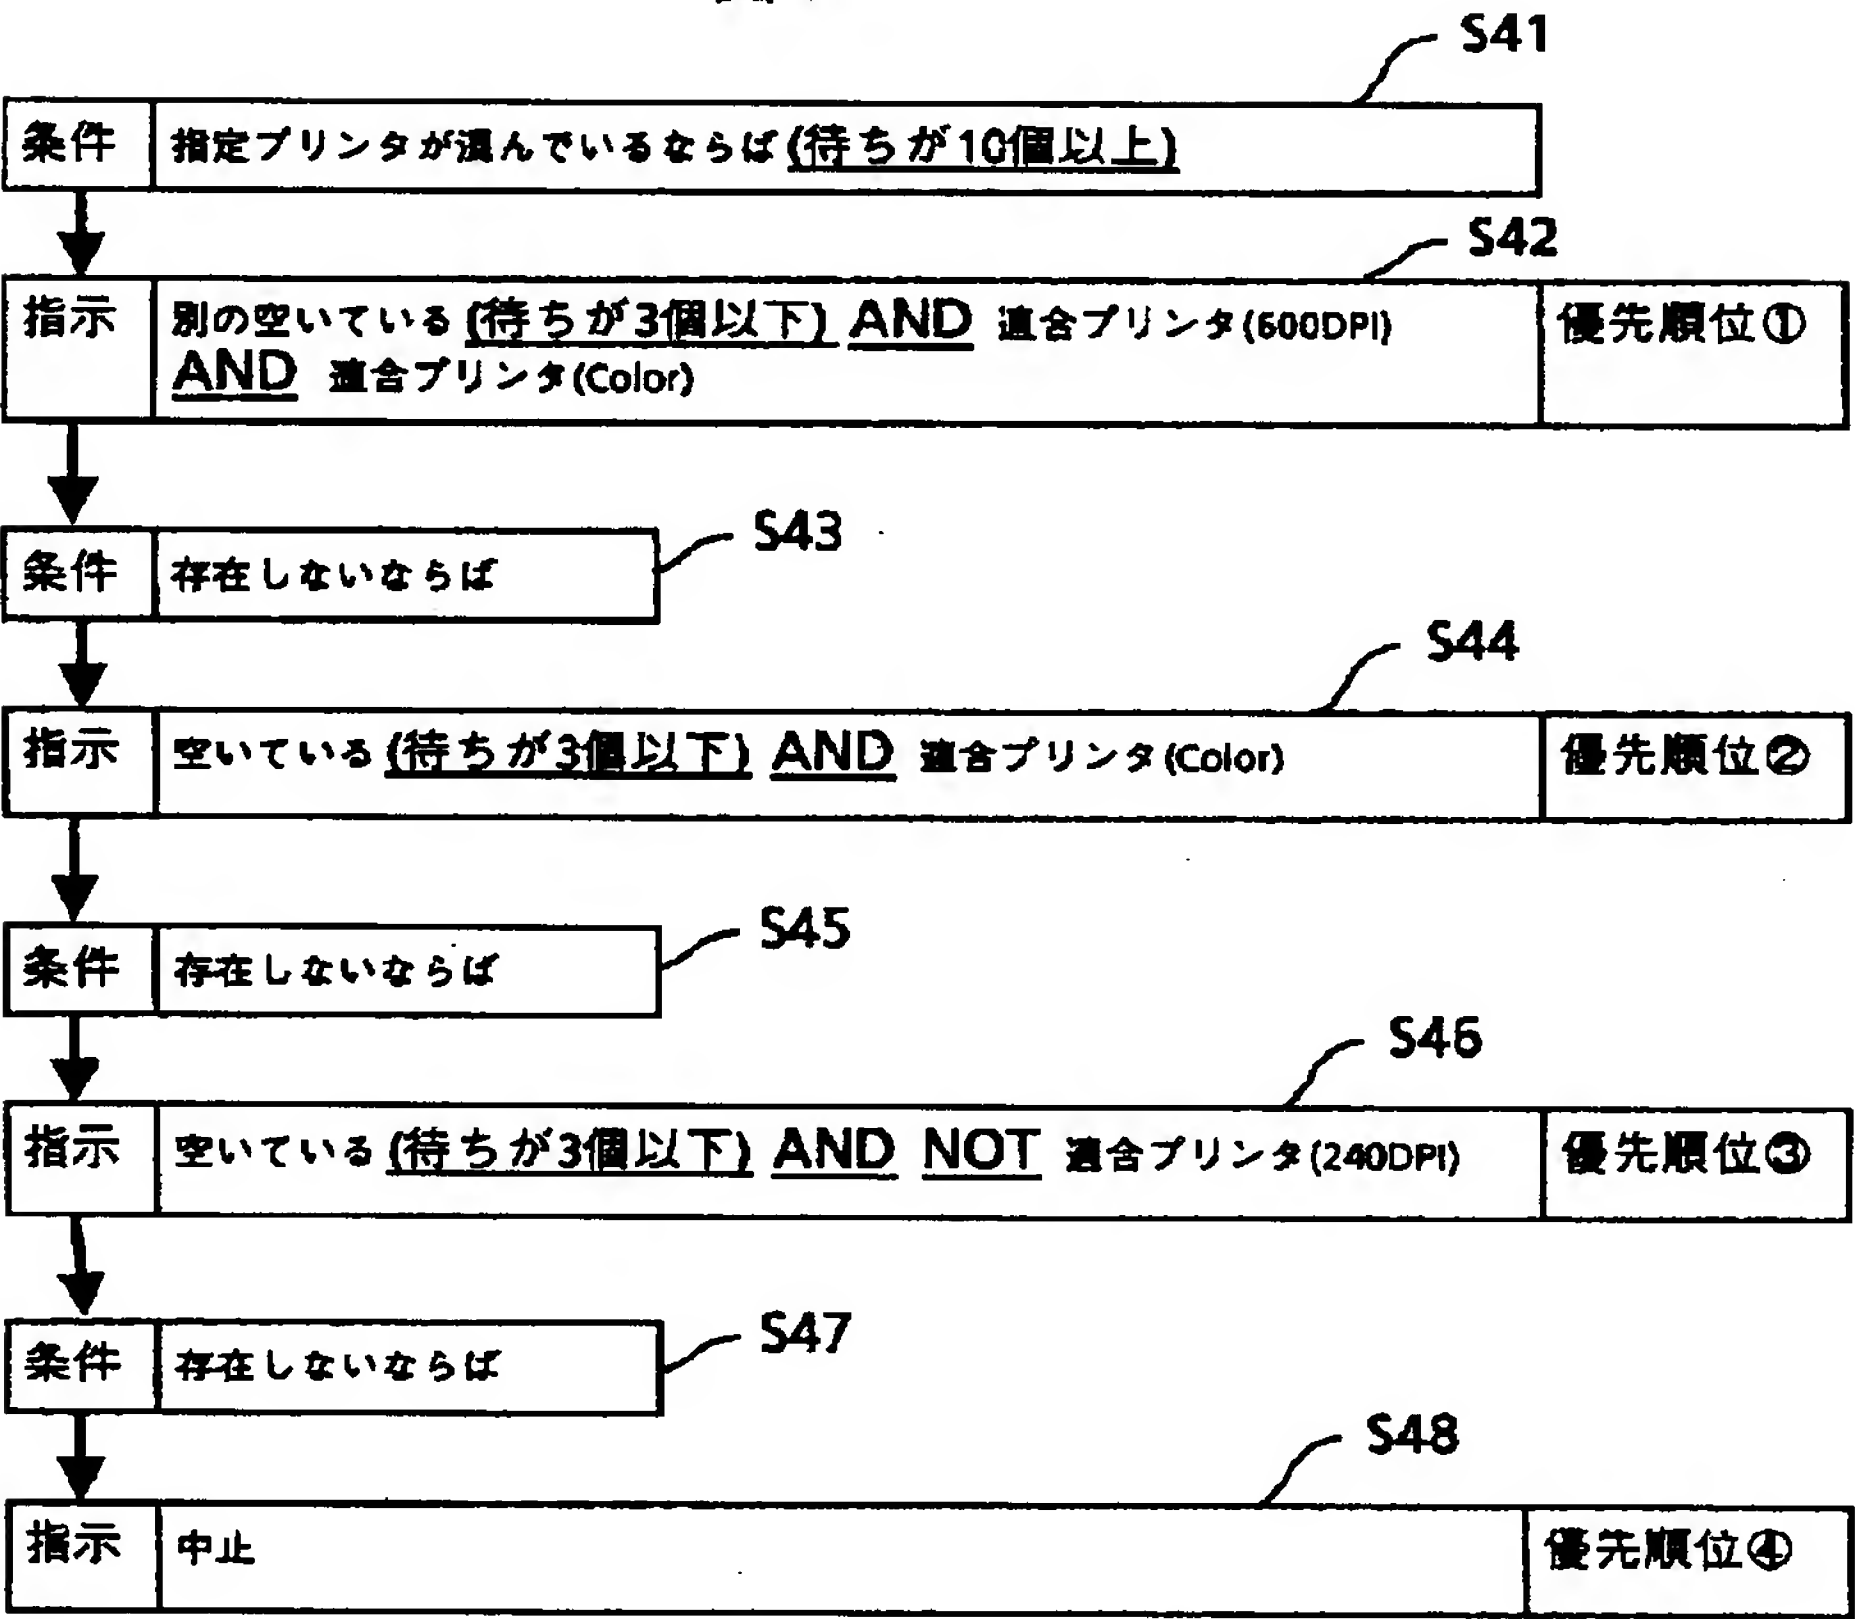 S41
条件 指定プリンタが混んでいるならば(待ちが10個以上)
S42
指示 別の空いている(待ちが3個以下) AND 適合プリンタ(600DPI) 優先順位①
AND 適合プリンタ(Color)
S43
条件 存在しないならば
S44
指示 空いている(待ちが3個以下) AND 適合プリンタ(Color) 優先順位②
S45
条件 存在しないならば
S46
指示 空いている(待ちが3個以下) AND NOT 適合プリンタ(240DPI) 優先順位③
S47
条件 存在しないならば
S48
指示 中止 優先順位④